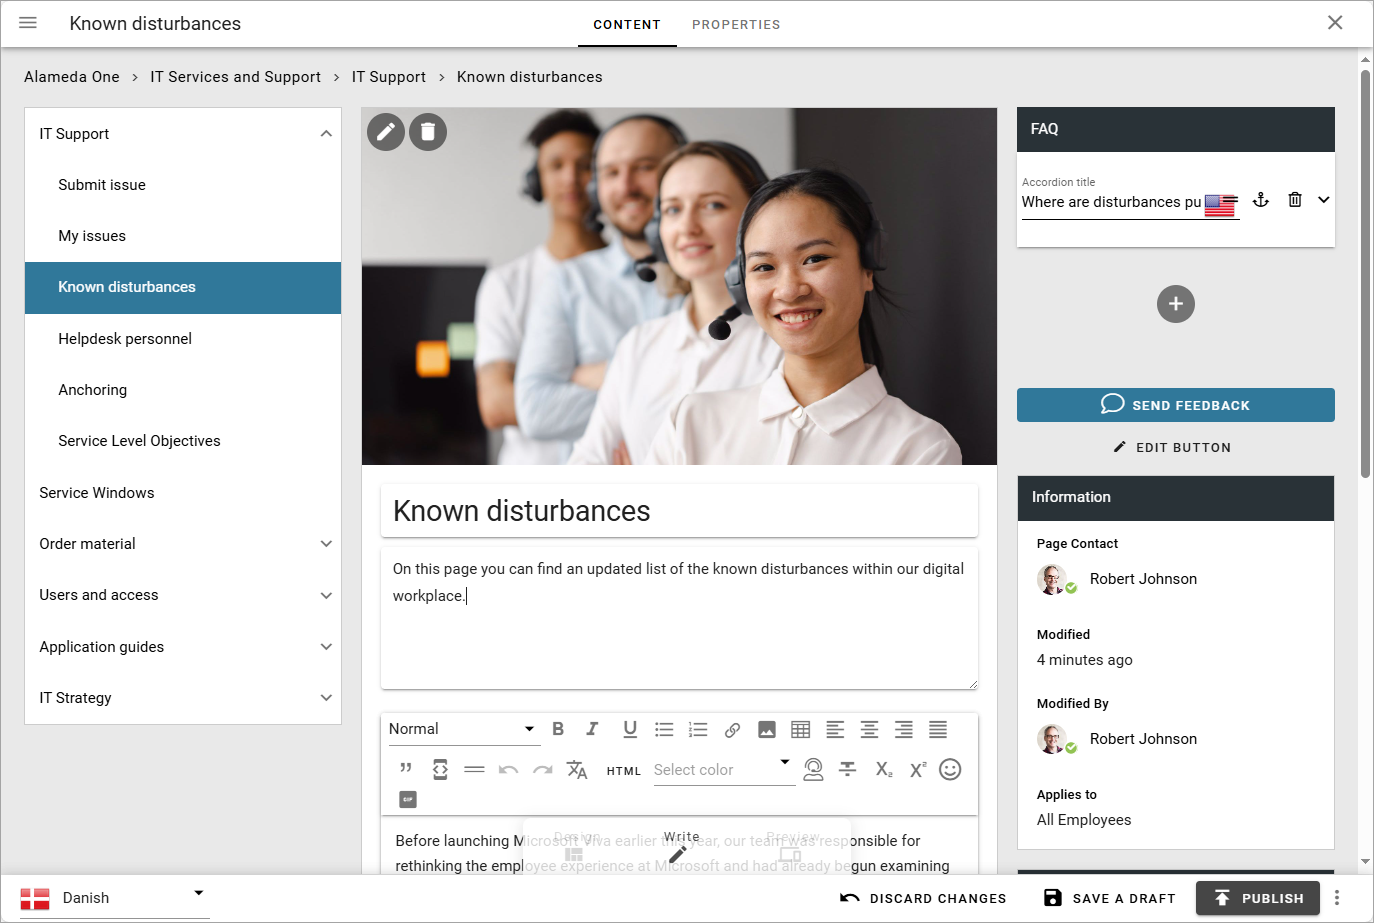 Known disturbances
CONTENT
PROPERTIES
Alameda One > IT Services and Support > IT Support > Known disturbances
IT Support
Submit issue
My issues
Known disturbances
Helpdesk personnel
Anchoring
Service Level Objectives
Service Windows
Order material
Users and access
Application guides
IT Strategy
Known disturbances
On this page you can find an updated list of the known disturbances within our digital
workplace.
Normal
B I U
HTML
Select color
X₂ X²
GIF
Design
Write
Preview
Before launching Microsoft Viva earlier this year, our team was responsible for
rethinking the employee experience at Microsoft and had already begun examining
FAQ
Accordion title
Where are disturbances pu
SEND FEEDBACK
EDIT BUTTON
Information
Page Contact
Robert Johnson
Modified
4 minutes ago
Modified By
Robert Johnson
Applies to
All Employees
Danish
DISCARD CHANGES
SAVE A DRAFT
PUBLISH